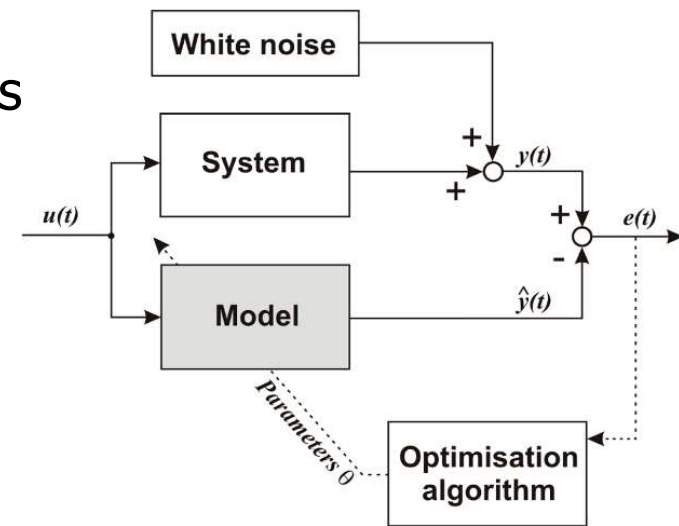 White noise
s
System
+
+
y(t)
u(t)
+
e(t)
-
Model
ŷ(t)
Parameters θ
Optimisation
algorithm